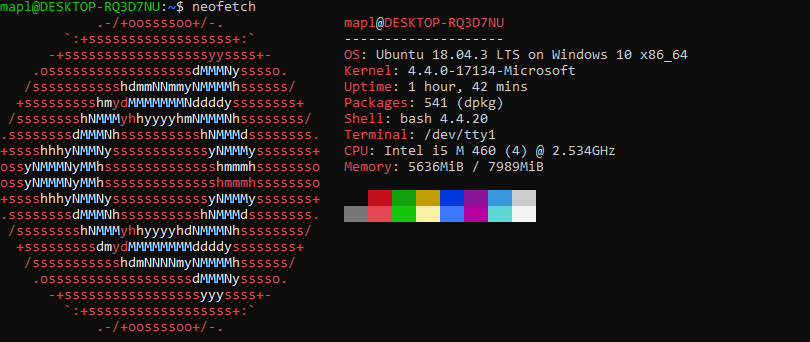 mapl@DESKTOP-RQ3D7NU:~$ neofetch
.-/+oossssoo+/-. mapl@DESKTOP-RQ3D7NU
`:+ssssssssssssssssss+:` --------------------
-+ssssssssssssssssssyyssss+- OS: Ubuntu 18.04.3 LTS on Windows 10 x86_64
.ossssssssssssssssssdMMMNysssso. Kernel: 4.4.0-17134-Microsoft
/ssssssssssshdmmNNmmyNMMMMhssssss/ Uptime: 1 hour, 42 mins
+ssssssssshmydMMMMMMMNddddyssssssss+ Packages: 541 (dpkg)
/sssssssshNMMMyhhyyyyhmNMMMNhssssssss/ Shell: bash 4.4.20
.ssssssssdMMMNhsssssssssshNMMMdssssssss. Terminal: /dev/tty1
+sssshhhyNMMNyssssssssssssyNMMMysssssss+ CPU: Intel i5 M 460 (4) @ 2.534GHz
ossyNMMMNyMMhsssssssssssssshmmmhssssssso Memory: 5636MiB / 7989MiB
ossyNMMMNyMMhsssssssssssssshmmmhssssssso
+sssshhhyNMMNyssssssssssssyNMMMysssssss+
.ssssssssdMMMNhsssssssssshNMMMdssssssss.
/sssssssshNMMMyhhyyyyhdNMMMNhssssssss/
+sssssssssdmydMMMMMMMMddddyssssssss+
/ssssssssssshdmNNNNmyNMMMMhssssss/
.ossssssssssssssssssdMMMNysssso.
-+sssssssssssssssssyyyssss+-
`:+ssssssssssssssssss+:`
.-/+oossssoo+/-.